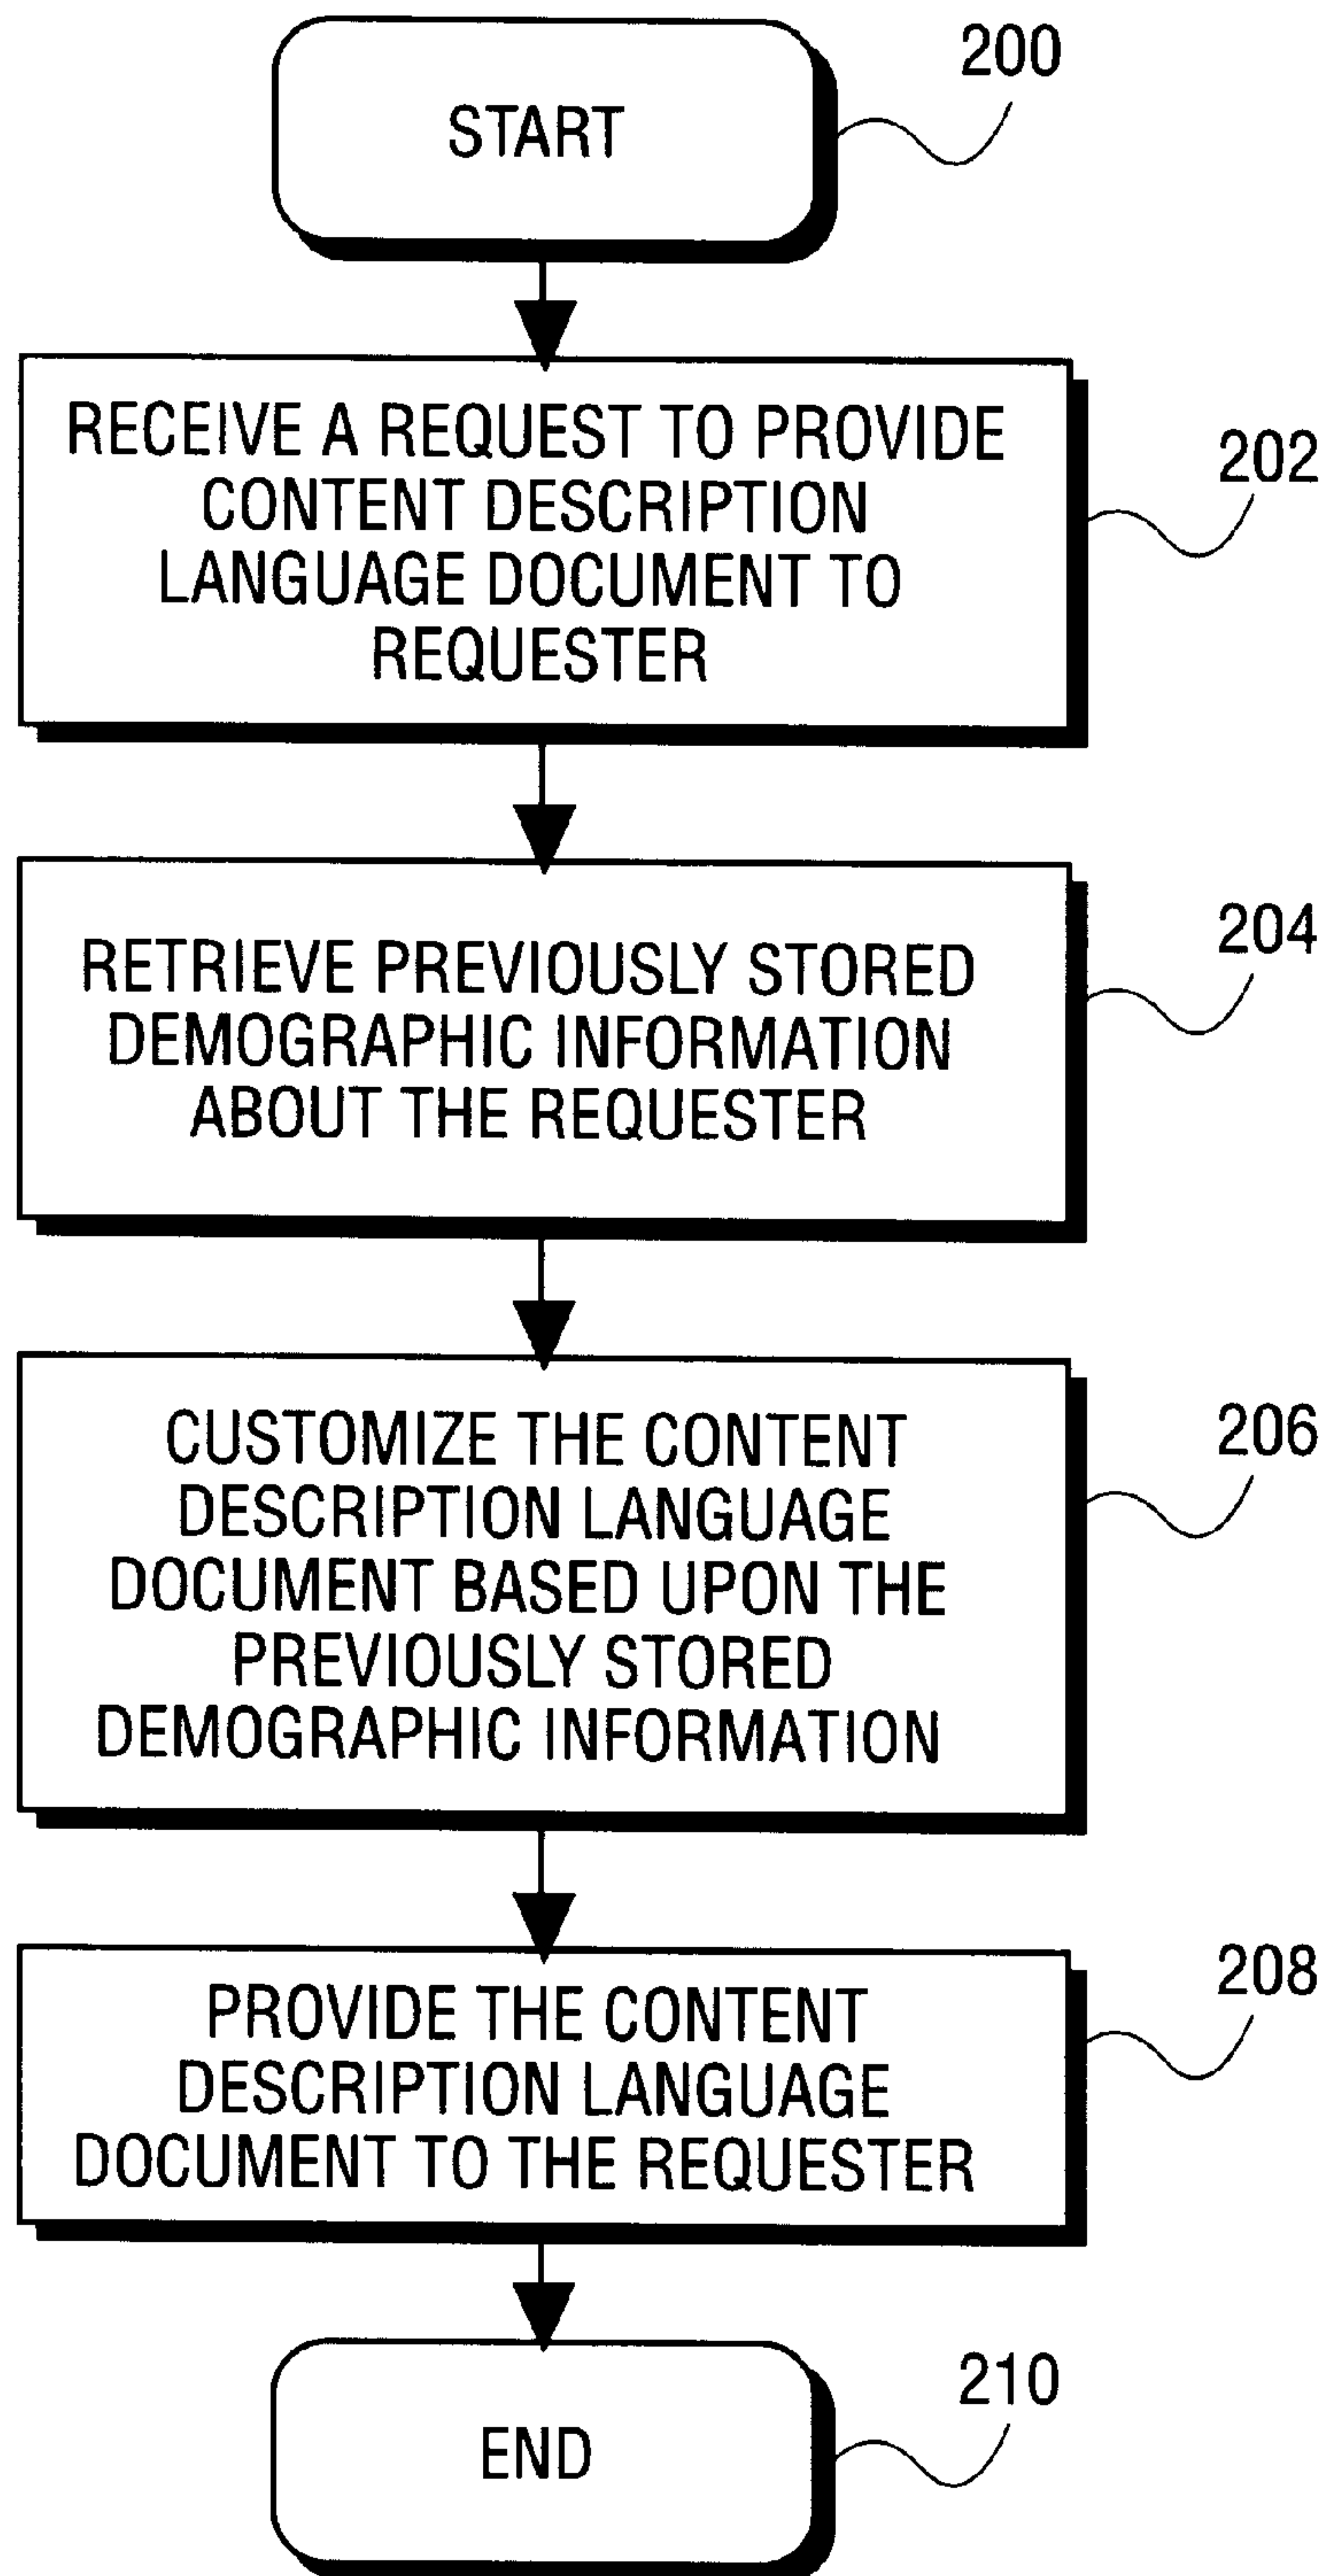 200
START
RECEIVE A REQUEST TO PROVIDE
CONTENT DESCRIPTION
LANGUAGE DOCUMENT TO
REQUESTER
202
RETRIEVE PREVIOUSLY STORED
DEMOGRAPHIC INFORMATION
ABOUT THE REQUESTER
204
CUSTOMIZE THE CONTENT
DESCRIPTION LANGUAGE
DOCUMENT BASED UPON THE
PREVIOUSLY STORED
DEMOGRAPHIC INFORMATION
206
PROVIDE THE CONTENT
DESCRIPTION LANGUAGE
DOCUMENT TO THE REQUESTER
208
END
210